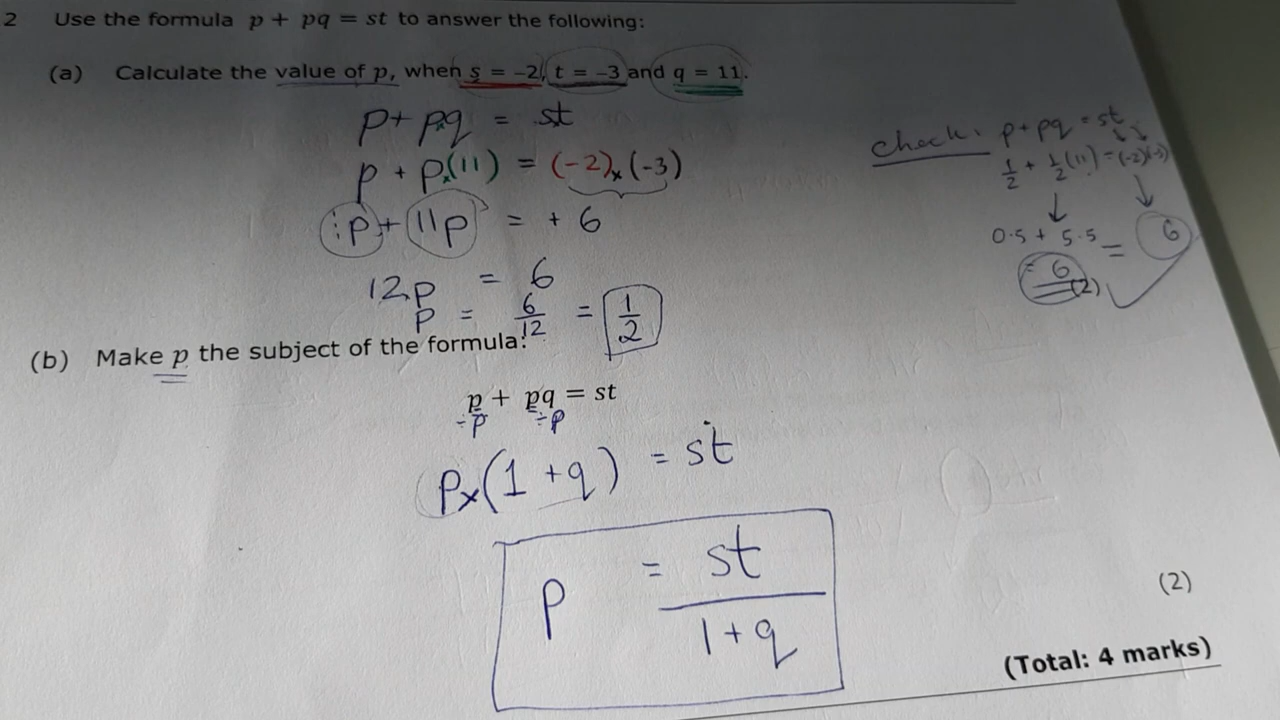 2 Use the formula p + pq = st to answer the following:
(a) Calculate the value of p, when s = -2, t = -3 and q = 11.
p + pq = st
check: p + pq = st
p + p×(11) = (-2)×(-3)
1/2 + 1/2(11) = (-2)(-3)
p + 11p = + 6
0.5 + 5.5 = 6
= 6
12p = 6
(2)
p = 6/12 = 1/2
(b) Make p the subject of the formula:
p + pq = st
÷p ÷p
p×(1 + q) = st
p = st/1+q
(2)
(Total: 4 marks)